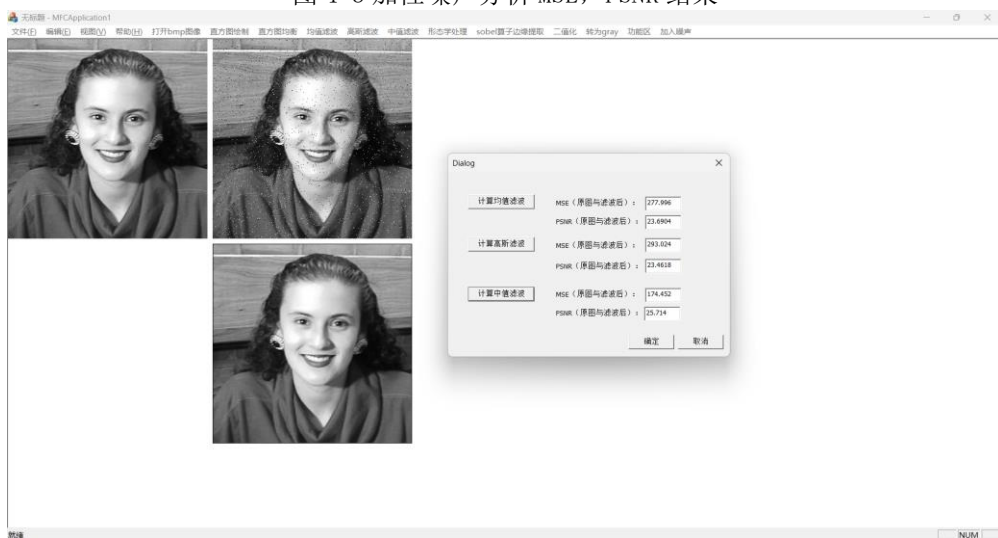 图 1-8 加性噪声分析 MSE，PSNR 结果
无标题 - MFCApplication1
文件(F) 编辑(E) 视图(V) 帮助(H) 打开bmp图像 直方图绘制 直方图均衡 均值滤波 高斯滤波 中值滤波 形态学处理 sobel算子边缘提取 二值化 转为gray 功能区 加入噪声
Dialog
计算均值滤波 MSE（原图与滤波后）： 277.996
PSNR（原图与滤波后）： 23.6904
计算高斯滤波 MSE（原图与滤波后）： 293.024
PSNR（原图与滤波后）： 23.4618
计算中值滤波 MSE（原图与滤波后）： 174.452
PSNR（原图与滤波后）： 25.714
确定 取消
就绪 NUM